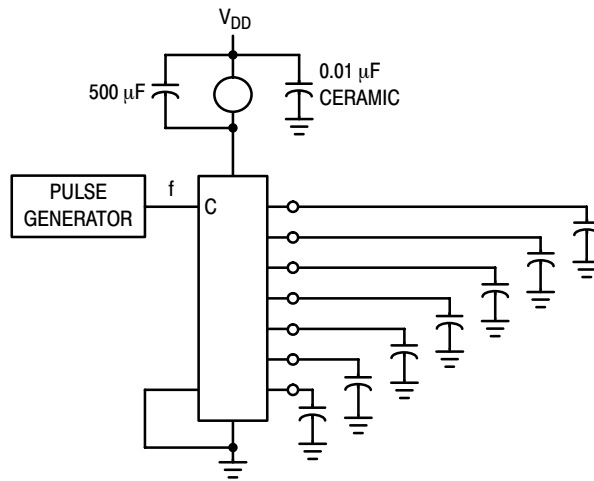 V_DD
500 μF
0.01 μF
CERAMIC
PULSE
GENERATOR
f
C